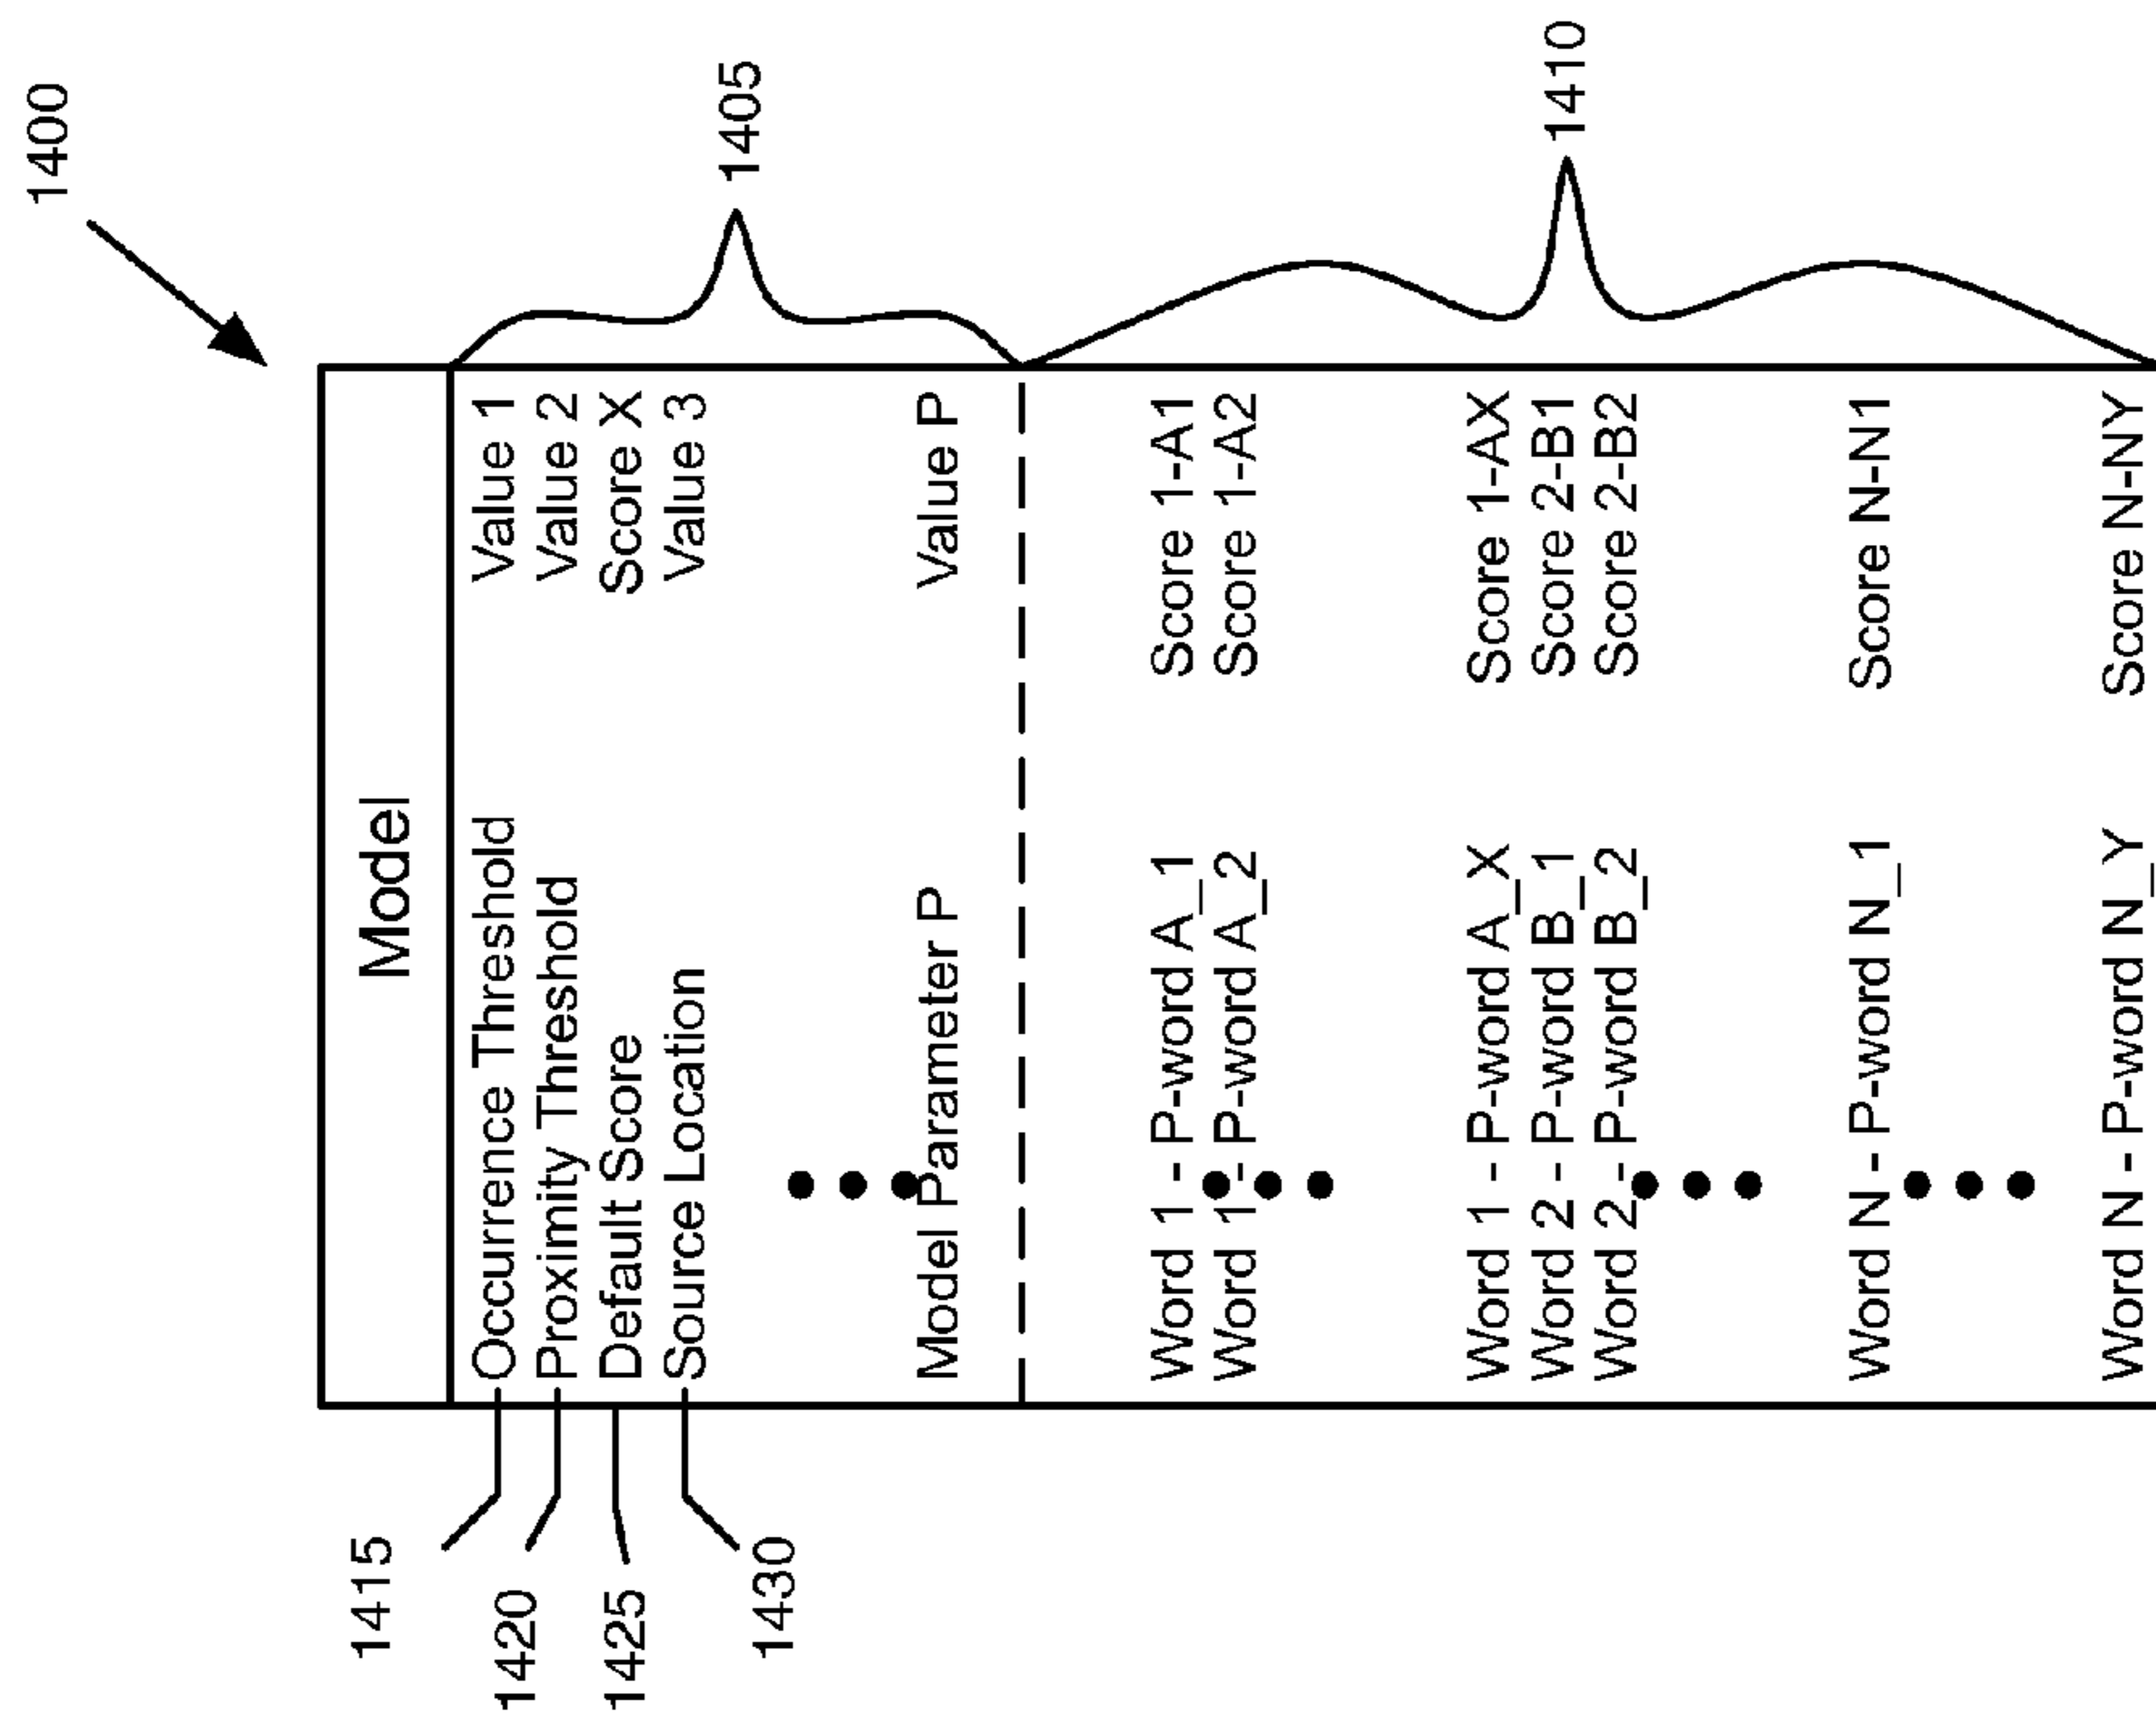 1400
Model
1415
Occurrence Threshold Value 1
1420
Proximity Threshold Value 2
1425
Default Score Score X
1430
Source Location Value 3
1405
Model Parameter P Value P
Word 1 - P-word A_1 Score 1-A1
Word 1 - P-word A_2 Score 1-A2
Word 1 - P-word A_X Score 1-AX
1410
Word 2 - P-word B_1 Score 2-B1
Word 2 - P-word B_2 Score 2-B2
Word N - P-word N_1 Score N-N1
Word N - P-word N_Y Score N-NY